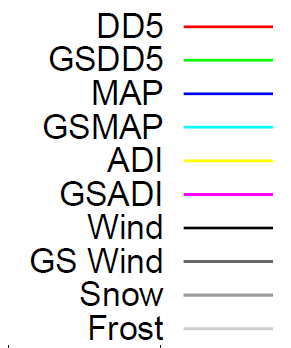 DD5
GSDD5
MAP
GSMAP
ADI
GSADI
Wind
GS Wind
Snow
Frost